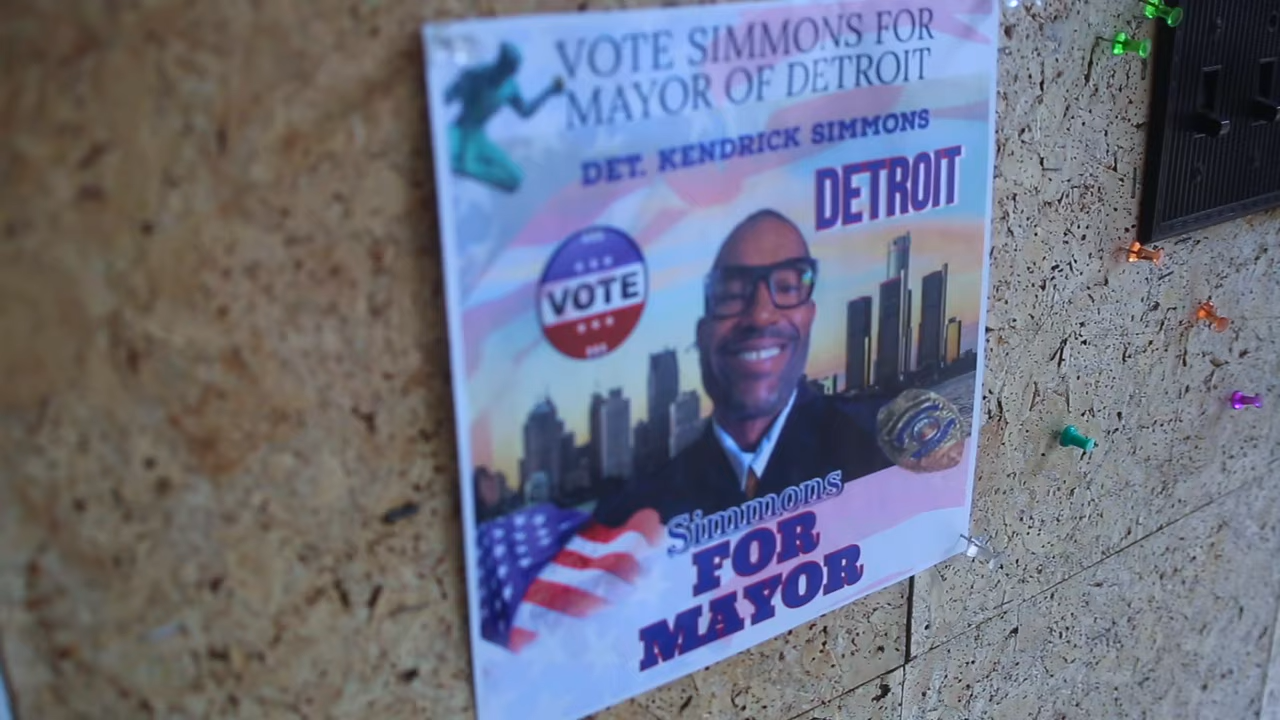 VOTE SIMMONS FOR
MAYOR OF DETROIT
DET. KENDRICK SIMMONS
DETROIT
VOTE
Simmons
FOR
MAYOR